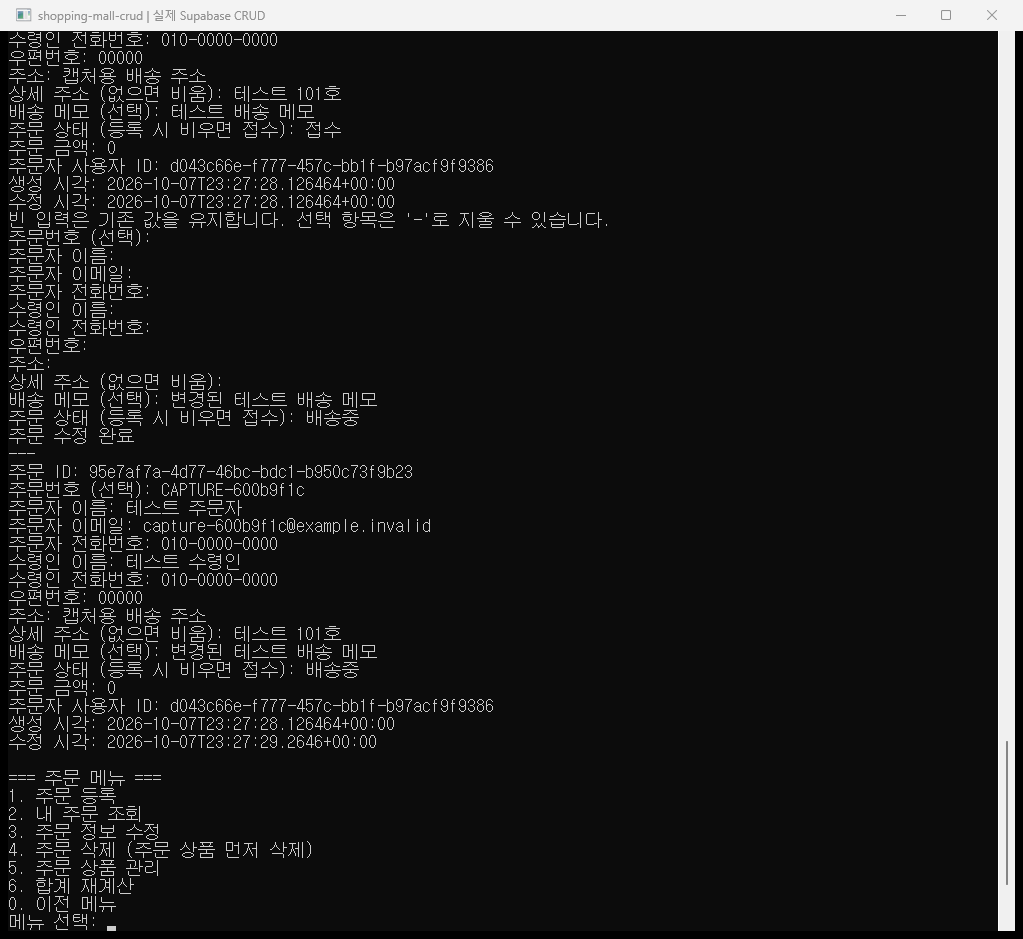 shopping-mall-crud | 실제 Supabase CRUD
수령인 전화번호: 010-0000-0000
우편번호: 00000
주소: 캡처용 배송 주소
상세 주소 (없으면 비움): 테스트 101호
배송 메모 (선택): 테스트 배송 메모
주문 상태 (등록 시 비우면 접수): 접수
주문 금액: 0
주문자 사용자 ID: d043c66e-f777-457c-bb1f-b97acf9f9386
생성 시각: 2026-10-07T23:27:28.126464+00:00
수정 시각: 2026-10-07T23:27:28.126464+00:00
빈 입력은 기존 값을 유지합니다. 선택 항목은 '-'로 지울 수 있습니다.
주문번호 (선택):
주문자 이름:
주문자 이메일:
주문자 전화번호:
수령인 이름:
수령인 전화번호:
우편번호:
주소:
상세 주소 (없으면 비움):
배송 메모 (선택): 변경된 테스트 배송 메모
주문 상태 (등록 시 비우면 접수): 배송중
주문 수정 완료
---
주문 ID: 95e7af7a-4d77-46bc-bdc1-b950c73f9b23
주문번호 (선택): CAPTURE-600b9f1c
주문자 이름: 테스트 주문자
주문자 이메일: capture-600b9f1c@example.invalid
주문자 전화번호: 010-0000-0000
수령인 이름: 테스트 수령인
수령인 전화번호: 010-0000-0000
우편번호: 00000
주소: 캡처용 배송 주소
상세 주소 (없으면 비움): 테스트 101호
배송 메모 (선택): 변경된 테스트 배송 메모
주문 상태 (등록 시 비우면 접수): 배송중
주문 금액: 0
주문자 사용자 ID: d043c66e-f777-457c-bb1f-b97acf9f9386
생성 시각: 2026-10-07T23:27:28.126464+00:00
수정 시각: 2026-10-07T23:27:29.2646+00:00
=== 주문 메뉴 ===
1. 주문 등록
2. 내 주문 조회
3. 주문 정보 수정
4. 주문 삭제 (주문 상품 먼저 삭제)
5. 주문 상품 관리
6. 합계 재계산
0. 이전 메뉴
메뉴 선택: